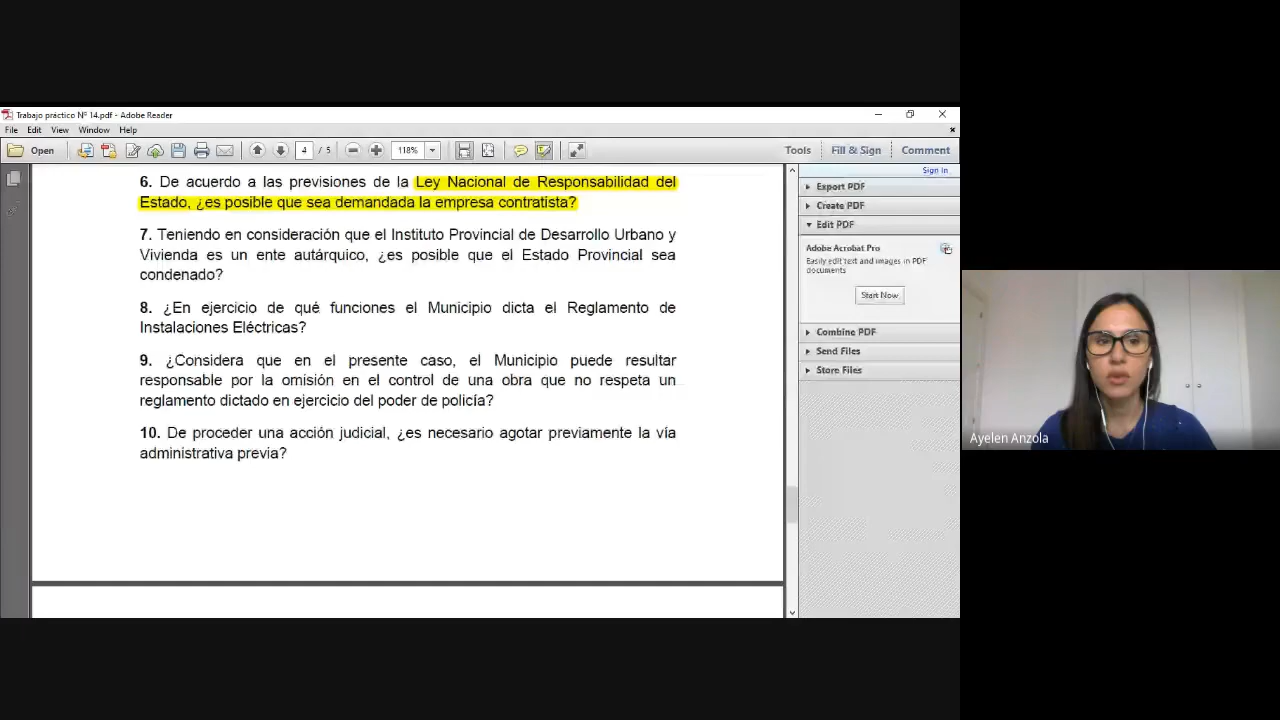 Trabajo práctico Nº 14.pdf - Adobe Reader
File Edit View Window Help
Open 4 / 5 118% Tools Fill & Sign Comment
Sign In
Export PDF
Create PDF
Edit PDF
Adobe Acrobat Pro
Easily edit text and images in PDF
documents
Start Now
Combine PDF
Send Files
Store Files
6. De acuerdo a las previsiones de la Ley Nacional de Responsabilidad del
Estado, ¿es posible que sea demandada la empresa contratista?
7. Teniendo en consideración que el Instituto Provincial de Desarrollo Urbano y
Vivienda es un ente autárquico, ¿es posible que el Estado Provincial sea
condenado?
8. ¿En ejercicio de qué funciones el Municipio dicta el Reglamento de
Instalaciones Eléctricas?
9. ¿Considera que en el presente caso, el Municipio puede resultar
responsable por la omisión en el control de una obra que no respeta un
reglamento dictado en ejercicio del poder de policía?
10. De proceder una acción judicial, ¿es necesario agotar previamente la vía
administrativa previa?
Ayelen Anzola